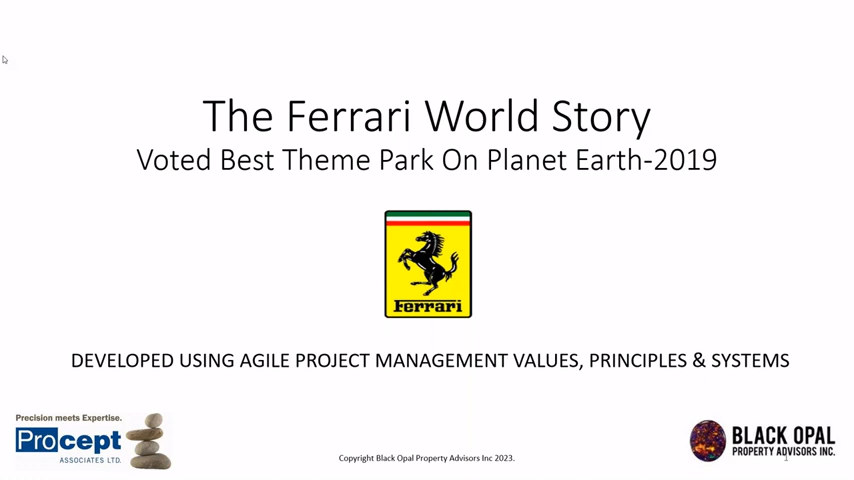 The Ferrari World Story
Voted Best Theme Park On Planet Earth-2019
Ferrari
DEVELOPED USING AGILE PROJECT MANAGEMENT VALUES, PRINCIPLES & SYSTEMS
Precision meets Expertise.
Procept
ASSOCIATES LTD.
Copyright Black Opal Property Advisors Inc 2023.
BLACK OPAL
PROPERTY ADVISORS INC.
1